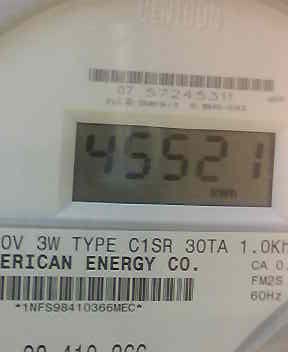 CENTRON
07 57245311
45521
kWh
0V 3W TYPE C1SR 30TA 1.0Kh
ERICAN ENERGY CO.
CA 0.
FM2S
60Hz
*1NFS98410366MEC*